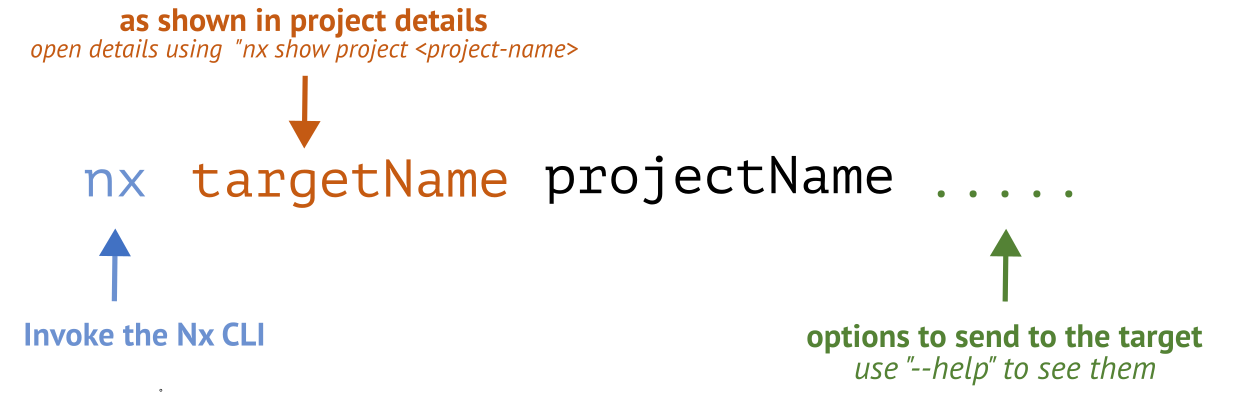 as shown in project details
open details using "nx show project <project-name>
nx targetName projectName .....
Invoke the Nx CLI
options to send to the target
use "--help" to see them